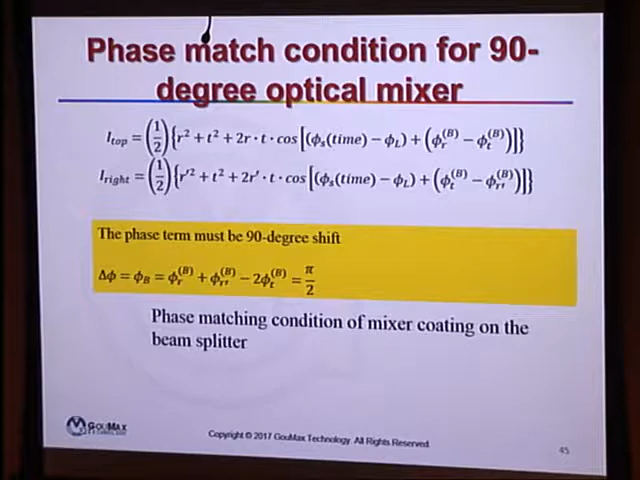 Phase match condition for 90-
degree optical mixer
I_top = (1/2){r² + t² + 2r · t · cos[(ϕ_s(time) − ϕ_L) + (ϕ_r^(B) − ϕ_t^(B))]}
I_right = (1/2){r'² + t² + 2r' · t · cos[(ϕ_s(time) − ϕ_L) + (ϕ_t^(B) − ϕ_r'^(B))]}
The phase term must be 90-degree shift
Δϕ = ϕ_B = ϕ_r^(B) + ϕ_r'^(B) − 2ϕ_t^(B) = π/2
Phase matching condition of mixer coating on the
beam splitter
GouMax
Copyright © 2017 GouMax Technology. All Rights Reserved.
45